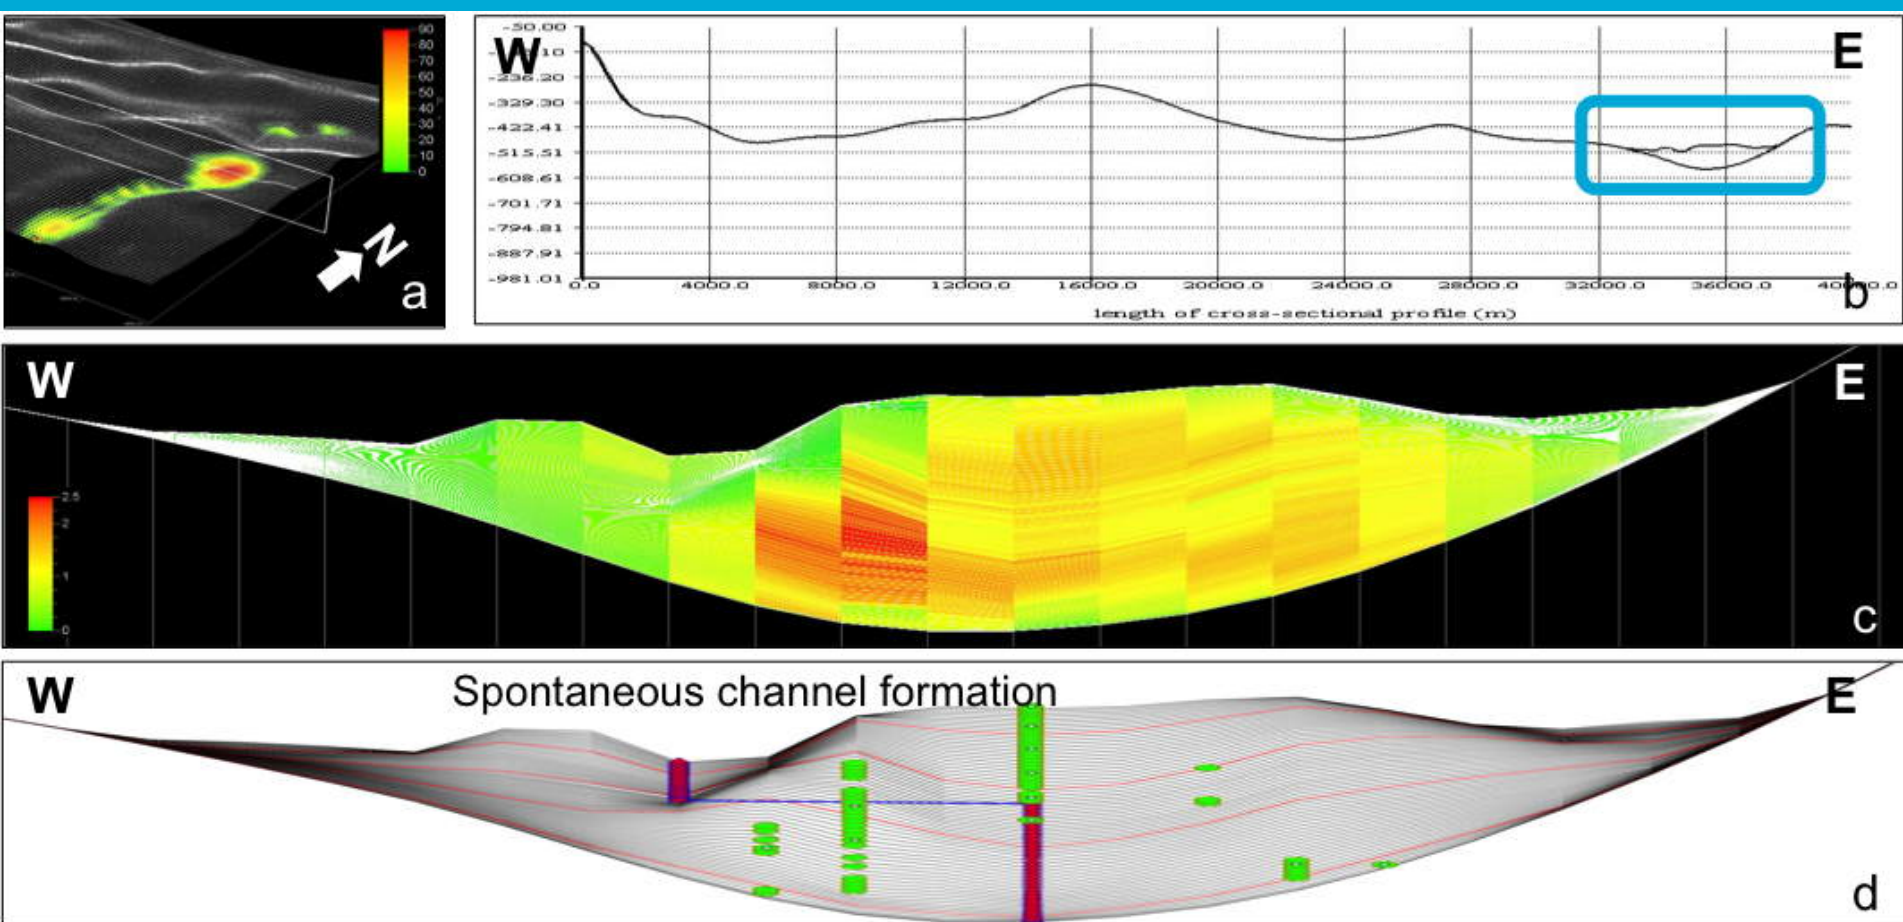 90
80
70
60
50
40
30
20
10
0
N
a
W
E
-50.00
-236.20
-329.30
-422.41
-515.51
-608.61
-701.71
-794.81
-887.91
-981.01
0.0 4000.0 8000.0 12000.0 16000.0 20000.0 24000.0 28000.0 32000.0 36000.0
length of cross-sectional profile (m)
b
W
E
2.5
2
1
0
c
W
Spontaneous channel formation
E
d